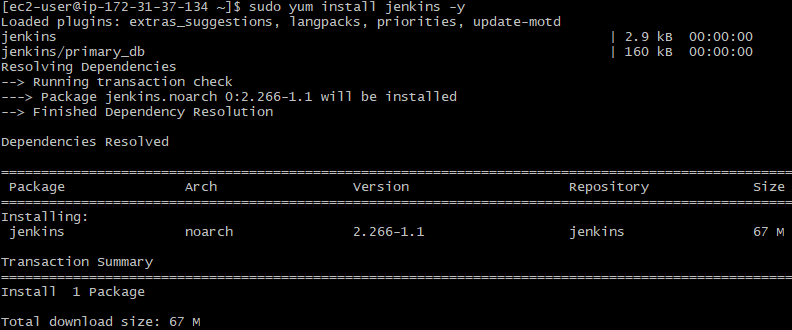 [ec2-user@ip-172-31-37-134 ~]$ sudo yum install jenkins -y
Loaded plugins: extras_suggestions, langpacks, priorities, update-motd
jenkins | 2.9 kB 00:00:00
jenkins/primary_db | 160 kB 00:00:00
Resolving Dependencies
--> Running transaction check
---> Package jenkins.noarch 0:2.266-1.1 will be installed
--> Finished Dependency Resolution

Dependencies Resolved

================================================================================
Package Arch Version Repository Size
================================================================================
Installing:
jenkins noarch 2.266-1.1 jenkins 67 M

Transaction Summary
================================================================================
Install 1 Package

Total download size: 67 M